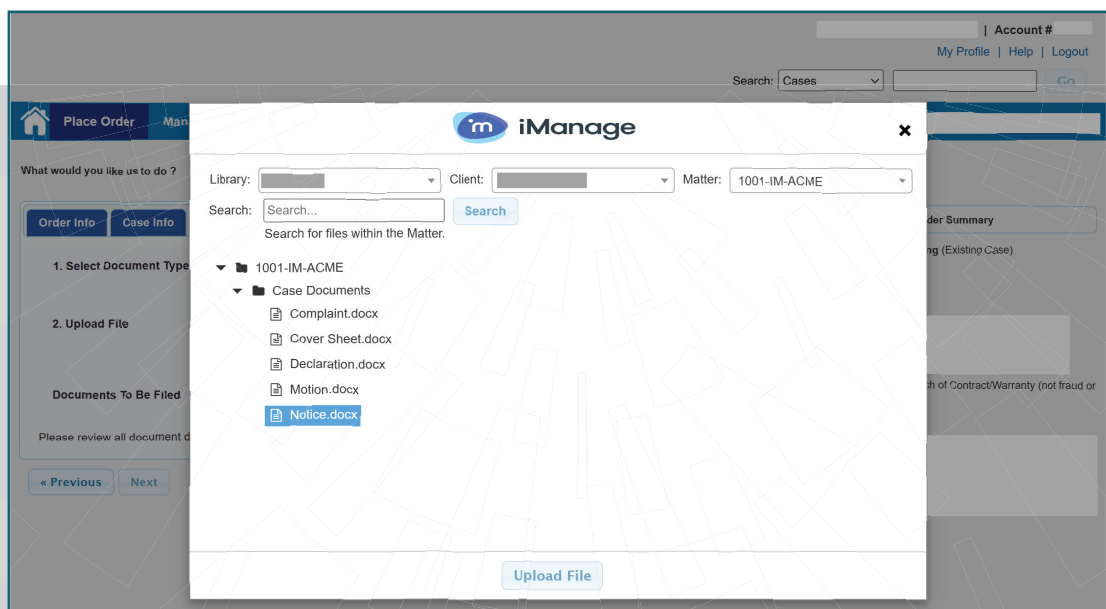 | Account #
My Profile | Help | Logout
Search: Cases Go
Place Order Man
im iManage
×
What would you like us to do ?
Library: Client: Matter: 1001-IM-ACME
Search: Search... Search
Search for files within the Matter.
Order Info Case Info
der Summary
ng (Existing Case)
1. Select Document Type
1001-IM-ACME
Case Documents
Complaint.docx
2. Upload File
Cover Sheet.docx
Declaration.docx
Documents To Be Filed
Motion.docx
ch of Contract/Warranty (not fraud or
Notice.docx
Please review all document d
« Previous Next
Upload File